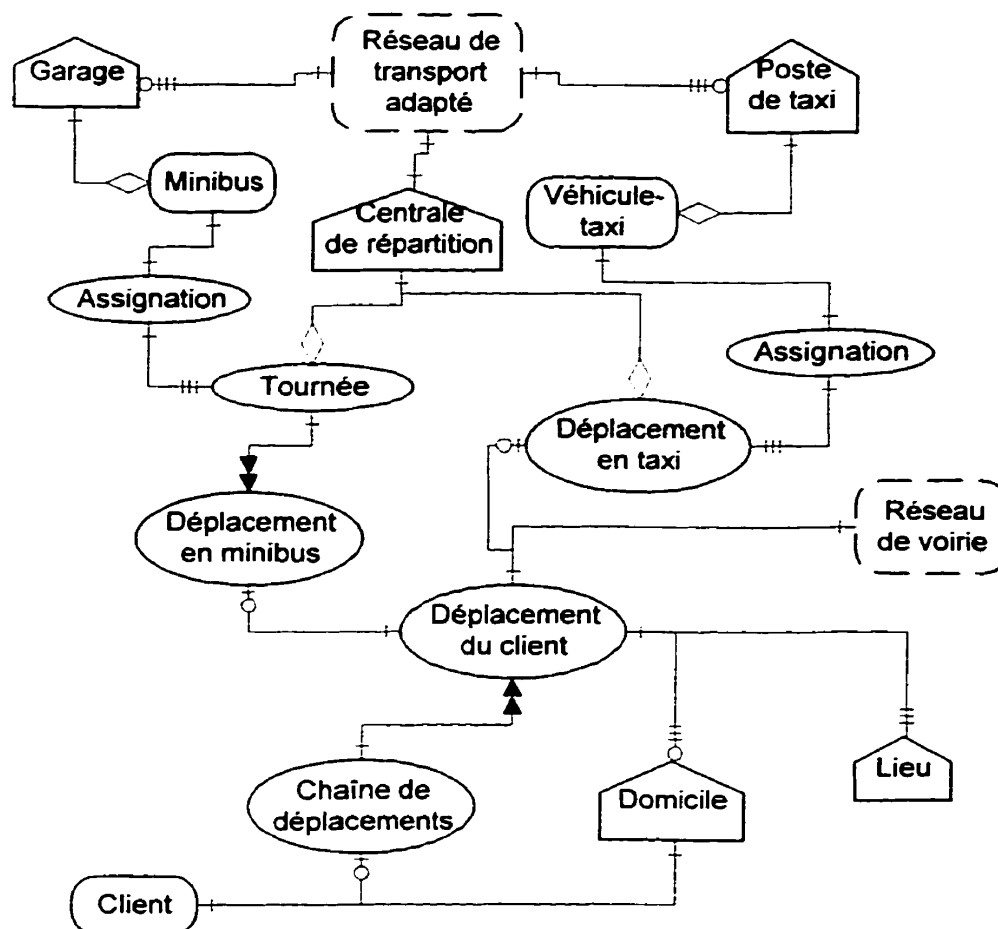 Garage
Réseau de
transport
adapté
Poste
de taxi
Minibus
Véhicule-
taxi
Centrale
de répartition
Assignation
Assignation
Tournée
Déplacement
en taxi
Déplacement
en minibus
Réseau
de voirie
Déplacement
du client
Lieu
Chaîne de
déplacements
Domicile
Client